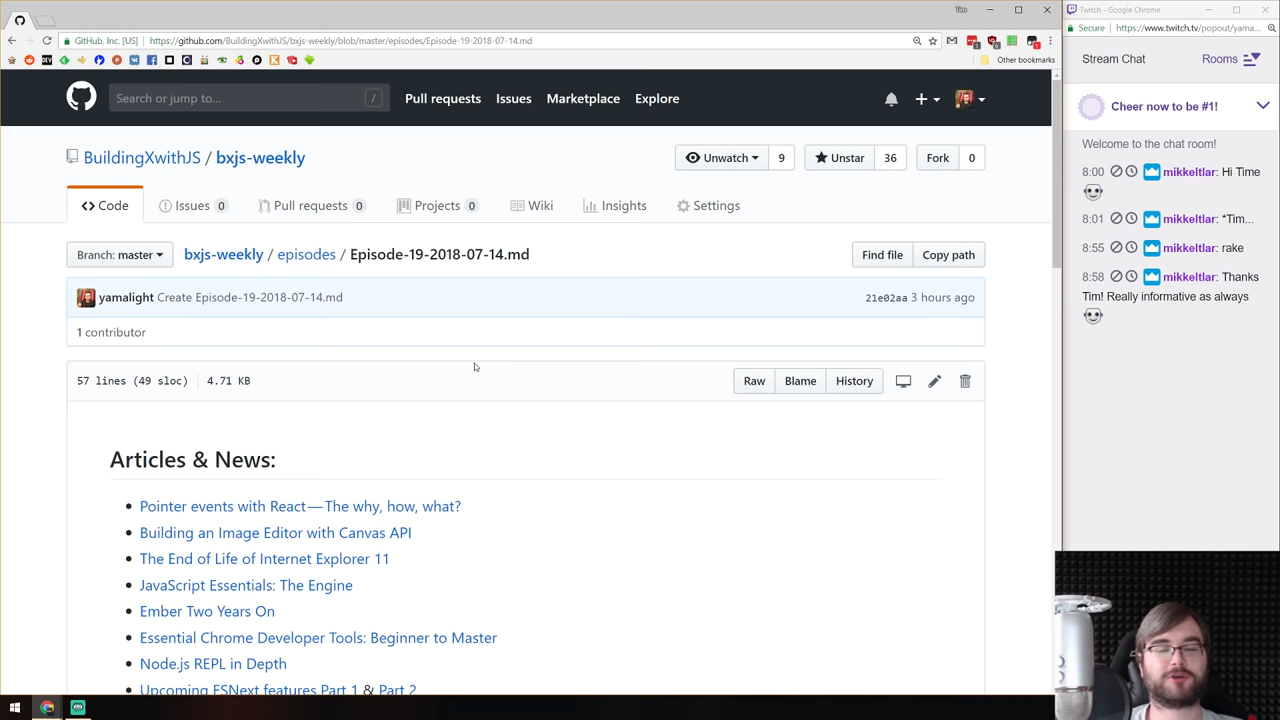 Tim
Twitch - Google Chrome
GitHub, Inc. [US] https://github.com/BuildingXwithJS/bxjs-weekly/blob/master/episodes/Episode-19-2018-07-14.md
Secure https://www.twitch.tv/popout/yama...
Other bookmarks
Search or jump to... /
Pull requests Issues Marketplace Explore
BuildingXwithJS / bxjs-weekly
Unwatch 9 Unstar 36 Fork 0
Code Issues 0 Pull requests 0 Projects 0 Wiki Insights Settings
Branch: master bxjs-weekly / episodes / Episode-19-2018-07-14.md
Find file Copy path
yamalight Create Episode-19-2018-07-14.md 21e02aa 3 hours ago
1 contributor
57 lines (49 sloc) 4.71 KB
Raw Blame History
Articles & News:
Pointer events with React — The why, how, what?
Building an Image Editor with Canvas API
The End of Life of Internet Explorer 11
JavaScript Essentials: The Engine
Ember Two Years On
Essential Chrome Developer Tools: Beginner to Master
Node.js REPL in Depth
Upcoming ESNext features Part 1 & Part 2
Stream Chat Rooms
Cheer now to be #1!
Welcome to the chat room!
8:00 mikkeltlar: Hi Time
8:01 mikkeltlar: *Tim...
8:55 mikkeltlar: rake
8:58 mikkeltlar: Thanks
Tim! Really informative as always